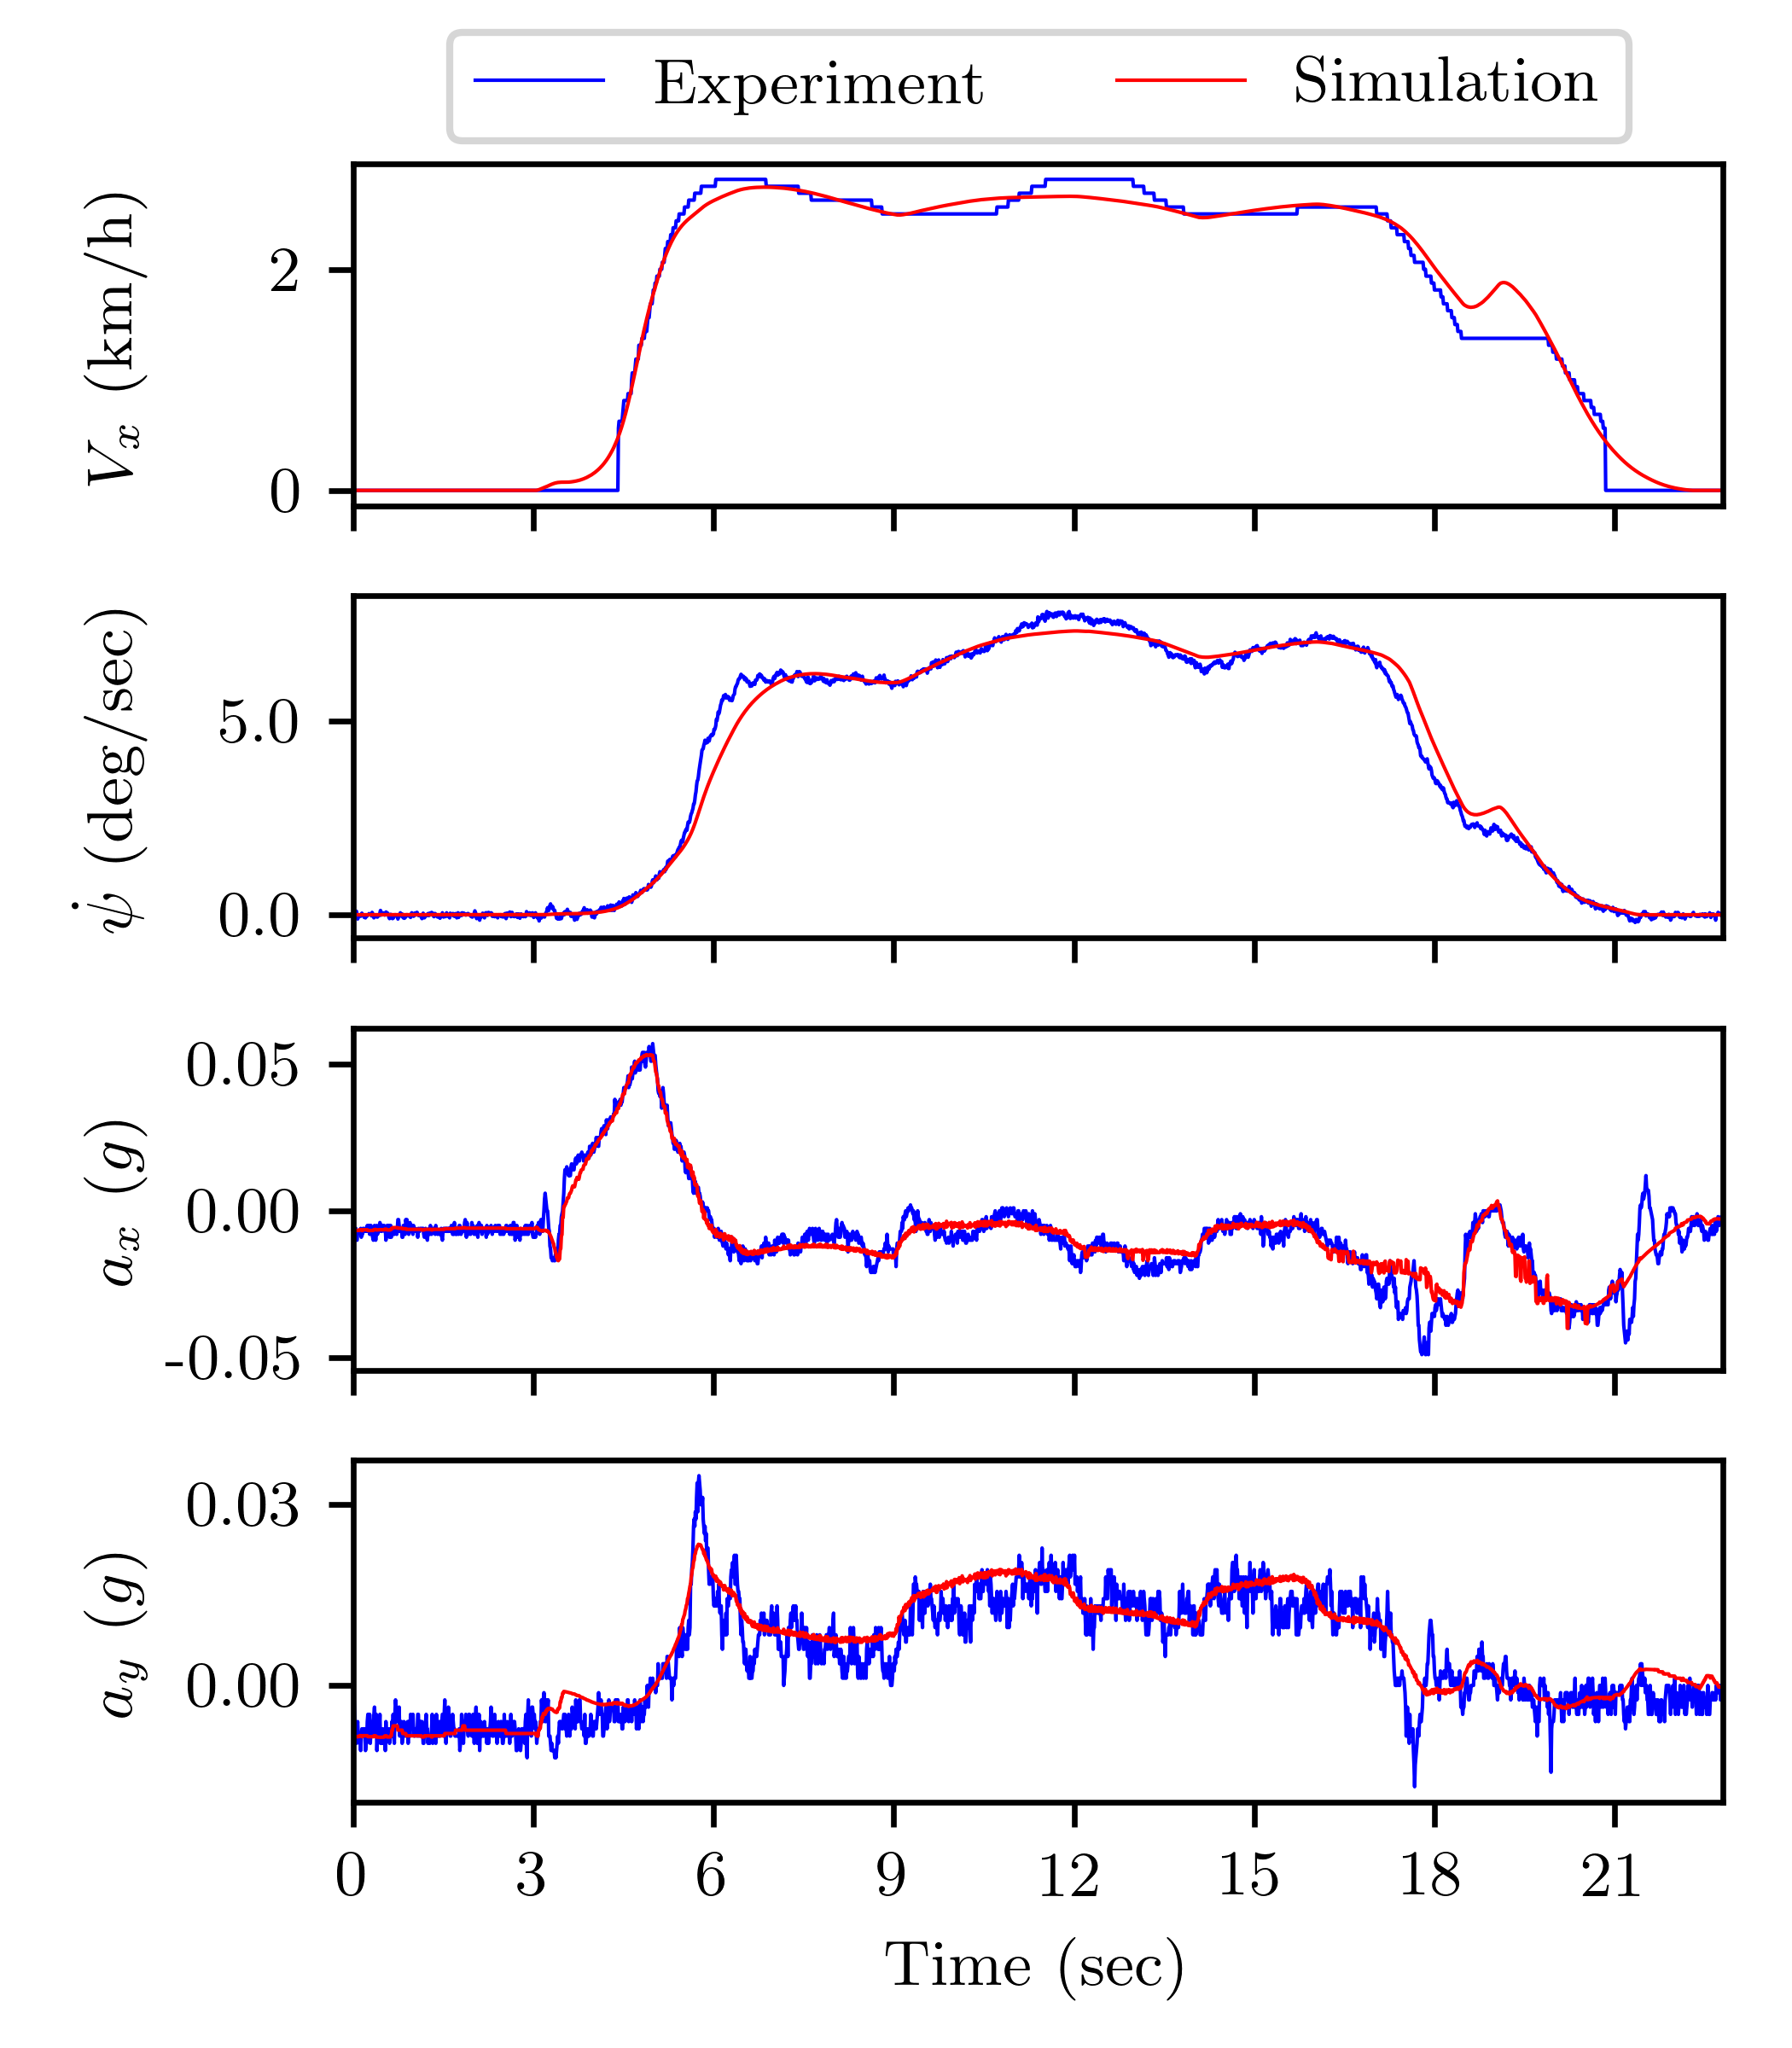 Experiment Simulation
V_x (km/h)
2
0
ψ̇ (deg/sec)
5.0
0.0
a_x (g)
0.05
0.00
-0.05
a_y (g)
0.03
0.00
0 3 6 9 12 15 18 21
Time (sec)